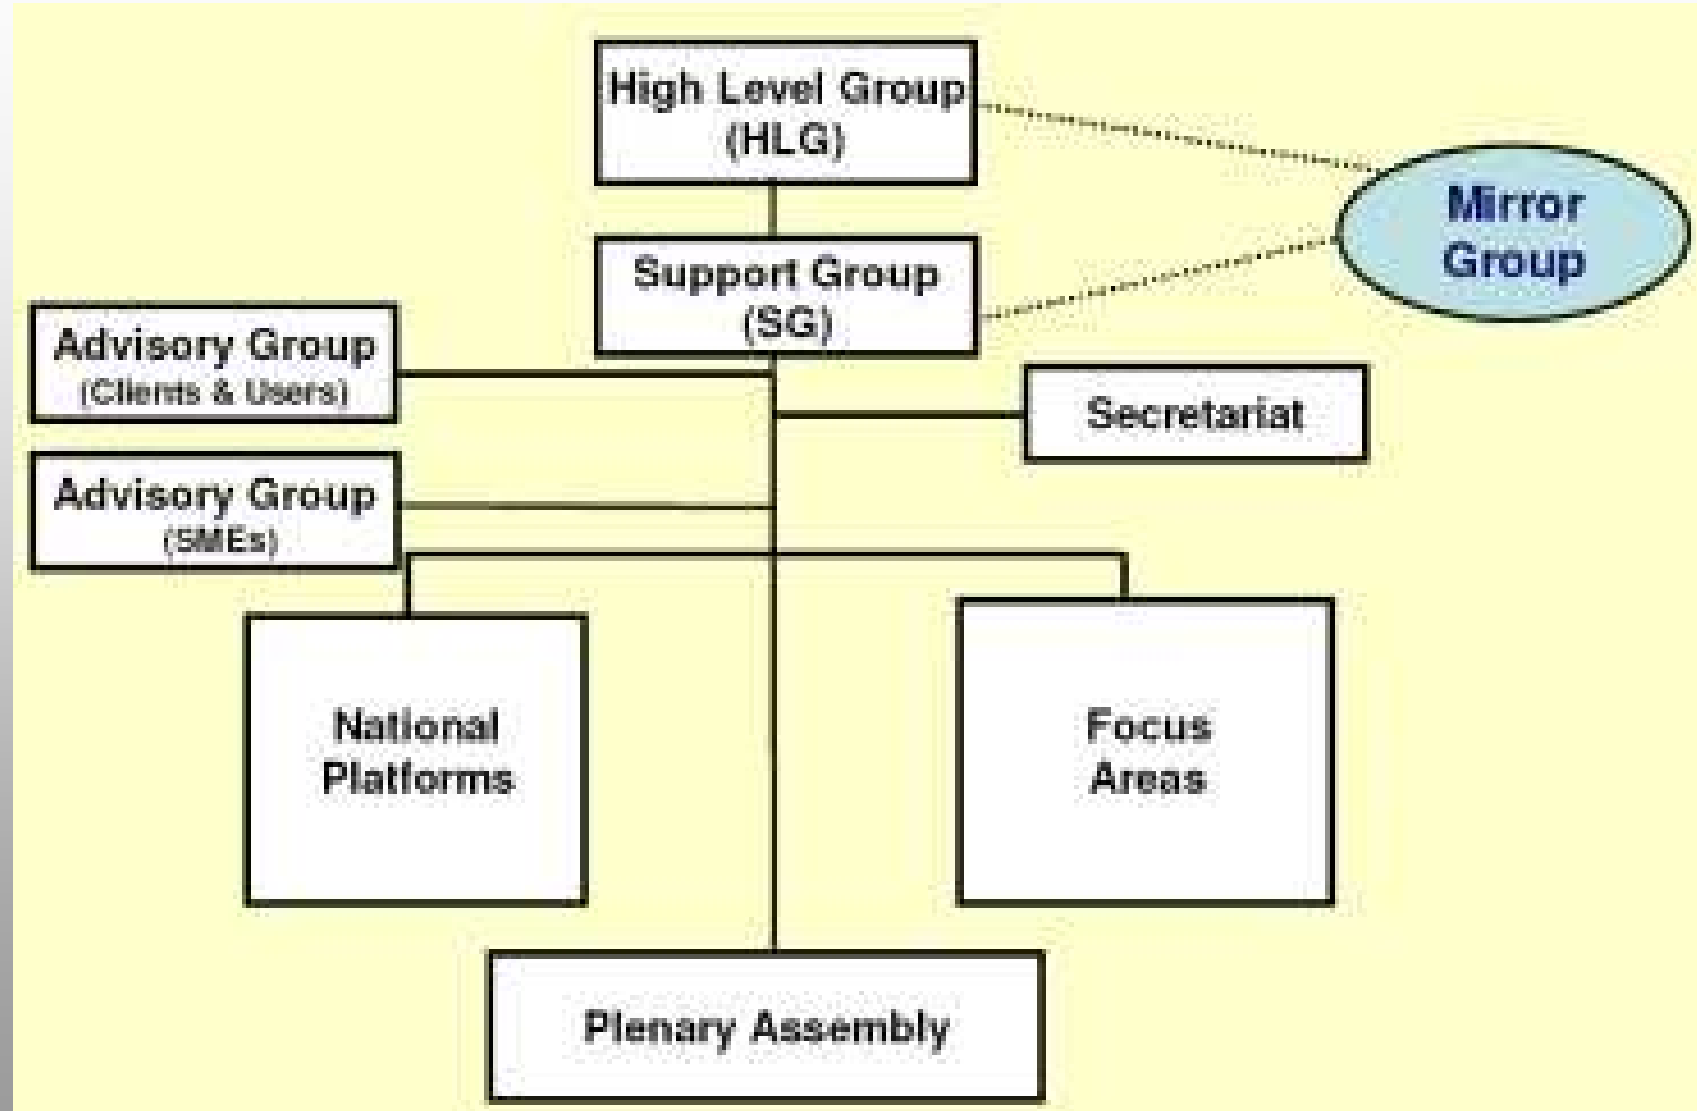 High Level Group
(HLG)
Mirror
Group
Support Group
(SG)
Advisory Group
(Clients & Users)
Secretariat
Advisory Group
(SMEs)
National
Platforms
Focus
Areas
Plenary Assembly